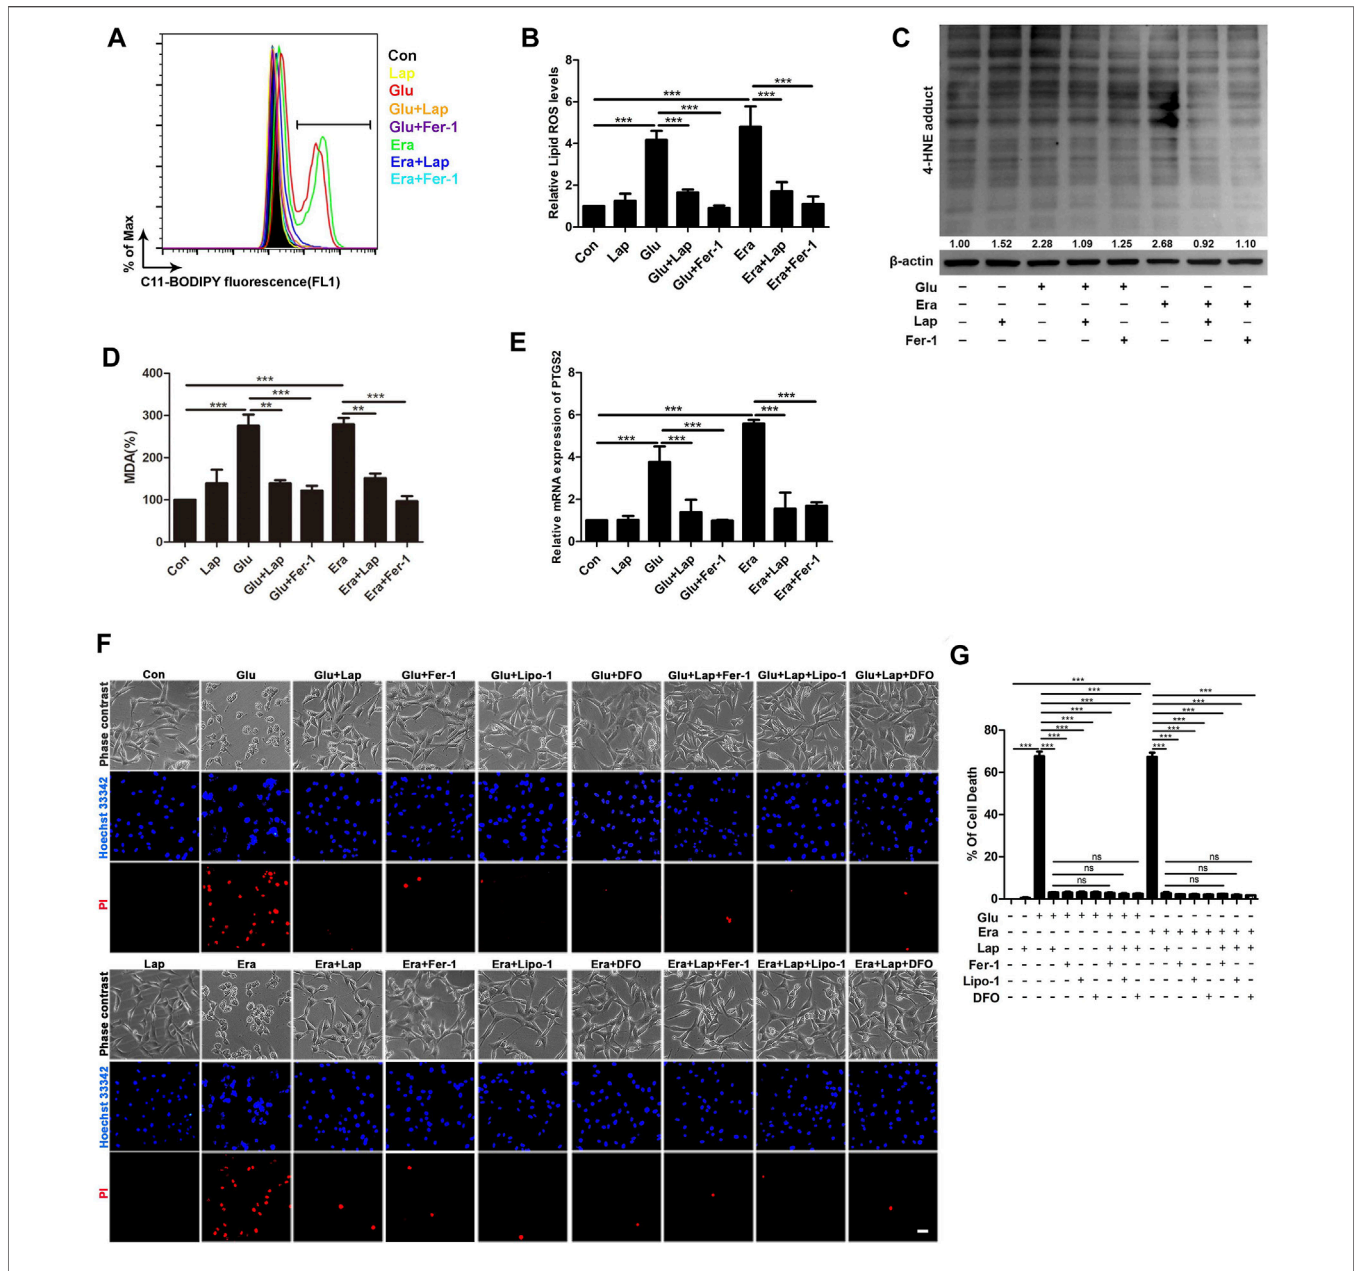 A
Con
Lap
Glu
Glu+Lap
Glu+Fer-1
Era
Era+Lap
Era+Fer-1
% of Max
C11-BODIPY fluorescence(FL1)
B
Relative Lipid ROS levels
8
6
4
2
0
***
***
***
***
***
***
Con
Lap
Glu
Glu+Lap
Glu+Fer-1
Era
Era+Lap
Era+Fer-1
C
4-HNE adduct
1.00 1.52 2.28 1.09 1.25 2.68 0.92 1.10
β-actin
Glu – – + + + – – –
Era – – – – – + + +
Lap – + – + – – + –
Fer-1 – – – – + – – +
D
MDA(%)
400
300
200
100
0
***
***
***
***
**
**
Con
Lap
Glu
Glu+Lap
Glu+Fer-1
Era
Era+Lap
Era+Fer-1
E
Relative mRNA expression of PTGS2
8
6
4
2
0
***
***
***
***
***
***
Con
Lap
Glu
Glu+Lap
Glu+Fer-1
Era
Era+Lap
Era+Fer-1
F
Con Glu Glu+Lap Glu+Fer-1 Glu+Lipo-1 Glu+DFO Glu+Lap+Fer-1 Glu+Lap+Lipo-1 Glu+Lap+DFO
Phase contrast
Hoechst 33342
PI
Lap Era Era+Lap Era+Fer-1 Era+Lipo-1 Era+DFO Era+Lap+Fer-1 Era+Lap+Lipo-1 Era+Lap+DFO
Phase contrast
Hoechst 33342
PI
G
% Of Cell Death
80
60
40
20
0
***
*** ***
*** ***
*** ***
*** ***
*** ***
*** ***
*** *** ***
ns ns
ns ns
ns ns
Glu - - + + + + + + + + - - - - - - - -
Era - - - - - - - - - - + + + + + + + +
Lap - + - + - - - + + + - + - - - + + +
Fer-1 - - - - + - - + - - - - + - - + - -
Lipo-1 - - - - - + - - + - - - - + - - + -
DFO - - - - - - + - - + - - - - + - - +